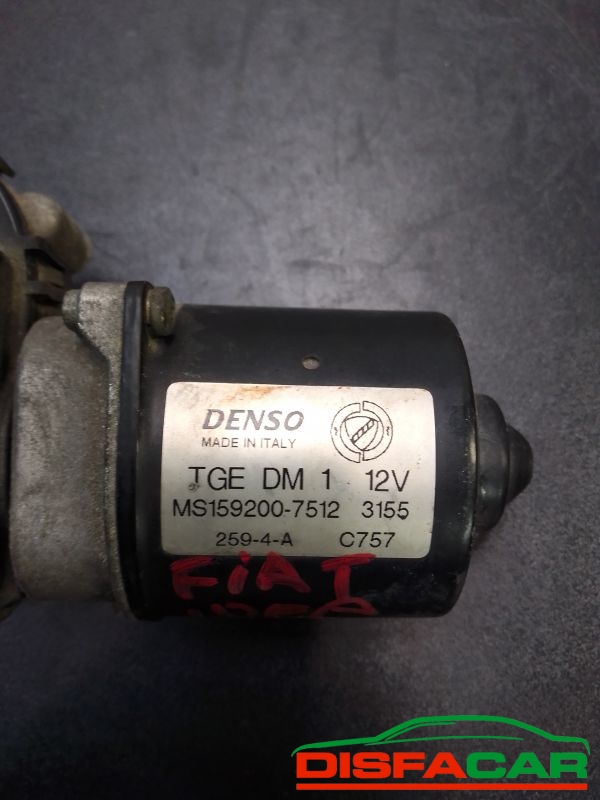 DENSO
MADE IN ITALY
TGE DM 1 12V
MS159200-7512 3155
259-4-A C757
FIAT
DISFACAR